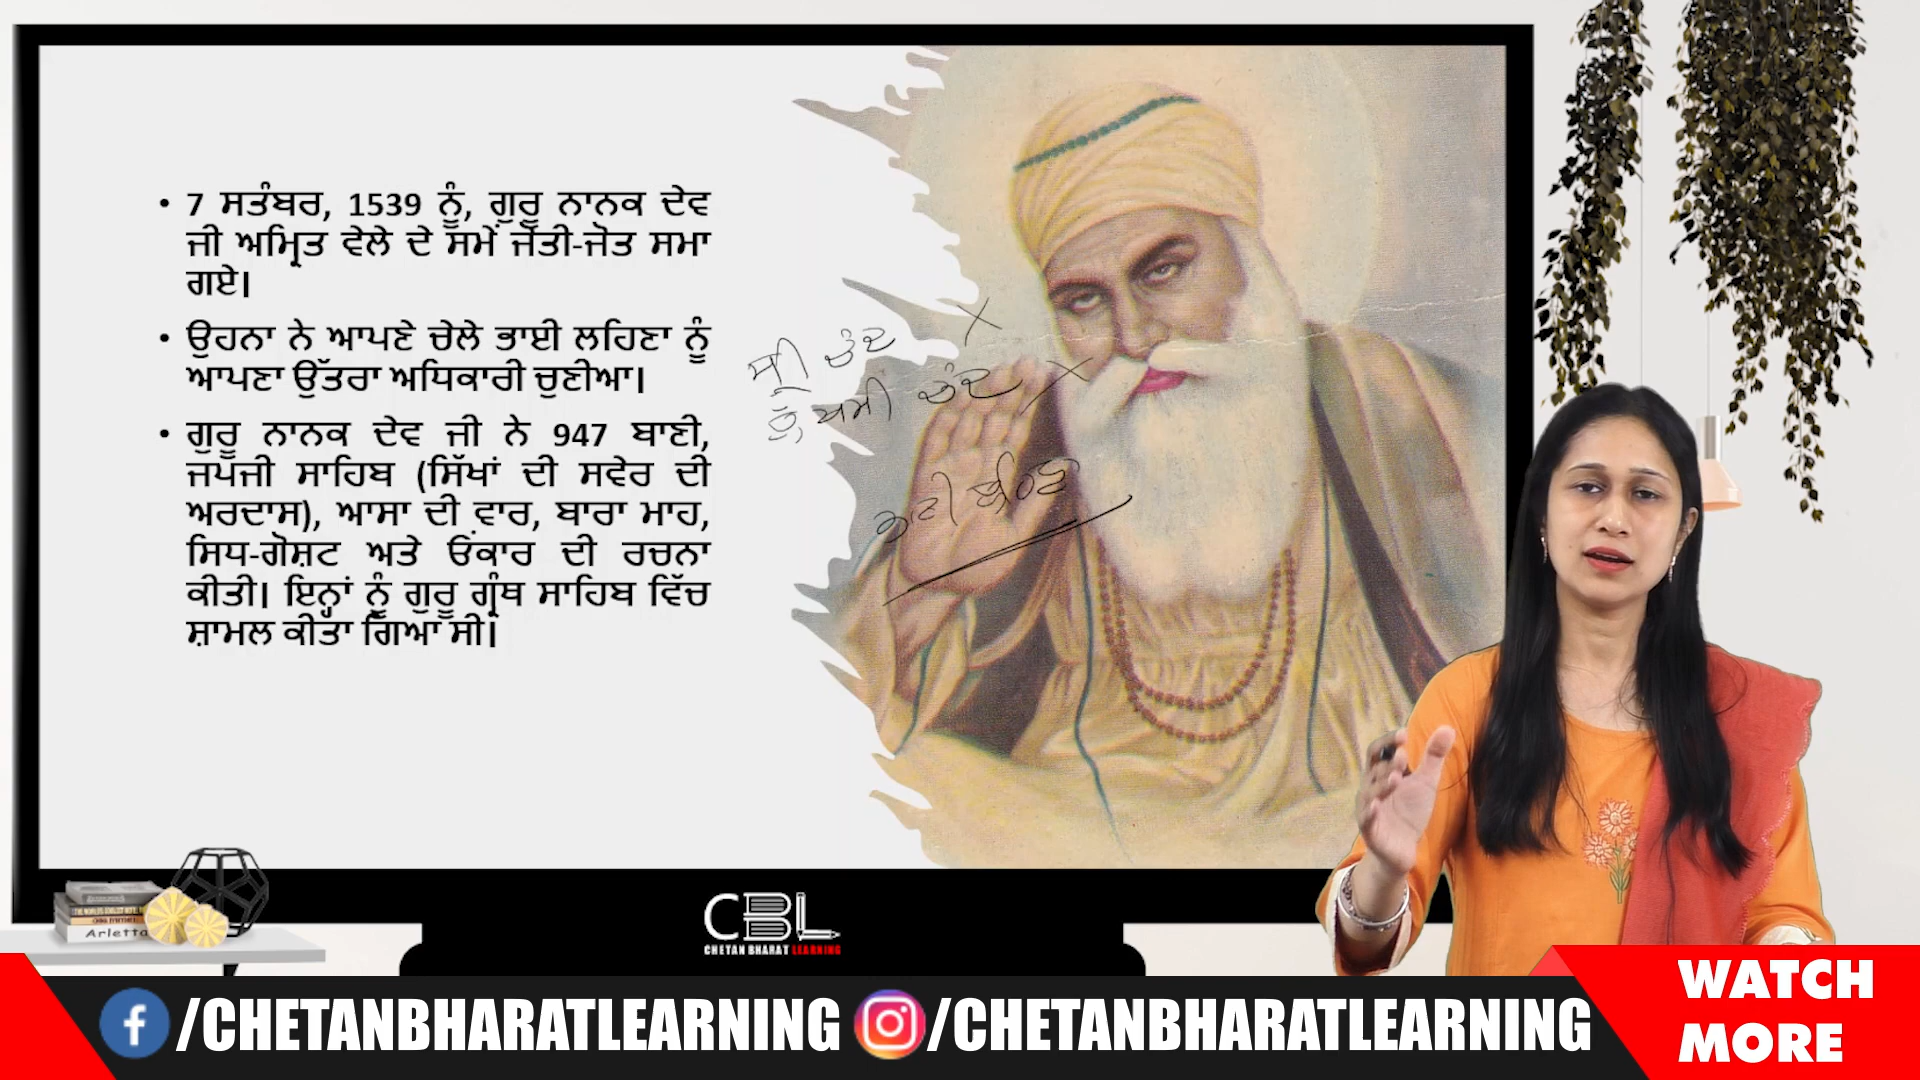 • 7 ਸਤੰਬਰ, 1539 ਨੂੰ, ਗੁਰੂ ਨਾਨਕ ਦੇਵ
ਜੀ ਅਮ੍ਰਿਤ ਵੇਲੇ ਦੇ ਸਮੇਂ ਜੋਤੀ-ਜੋਤ ਸਮਾ
ਗਏ।
• ਉਹਨਾ ਨੇ ਆਪਣੇ ਚੇਲੇ ਭਾਈ ਲਹਿਣਾ ਨੂੰ
ਆਪਣਾ ਉੱਤਰਾ ਅਧਿਕਾਰੀ ਚੁਣੀਆ।
• ਗੁਰੂ ਨਾਨਕ ਦੇਵ ਜੀ ਨੇ 947 ਬਾਣੀ,
ਜਪੁਜੀ ਸਾਹਿਬ (ਸਿੱਖਾਂ ਦੀ ਸਵੇਰ ਦੀ
ਅਰਦਾਸ), ਆਸਾ ਦੀ ਵਾਰ, ਬਾਰਾ ਮਾਹ,
ਸਿਧ-ਗੋਸ਼ਟ ਅਤੇ ਓਂਕਾਰ ਦੀ ਰਚਨਾ
ਕੀਤੀ। ਇਨ੍ਹਾਂ ਨੂੰ ਗੁਰੂ ਗ੍ਰੰਥ ਸਾਹਿਬ ਵਿੱਚ
ਸ਼ਾਮਲ ਕੀਤਾ ਗਿਆ ਸੀ।
ਸ੍ਰੀ ਚੰਦ
ਚੰਦ
Arletta
CBL
CHETAN BHARAT LEARNING
/CHETANBHARATLEARNING
/CHETANBHARATLEARNING
WATCH
MORE